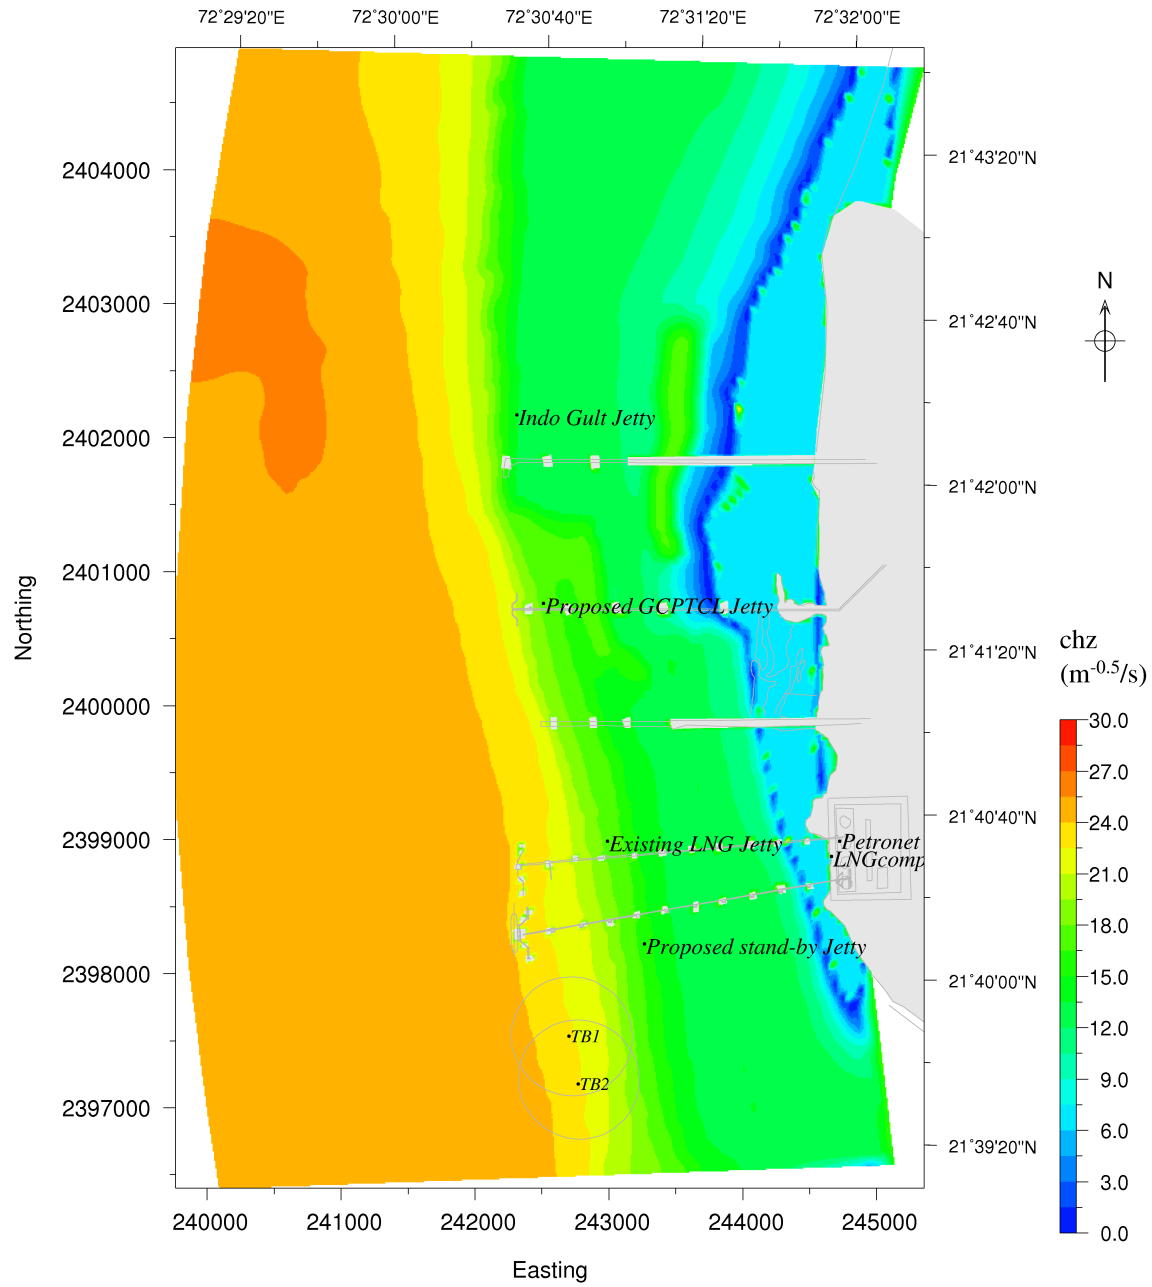 72°29'20"E 72°30'00"E 72°30'40"E 72°31'20"E 72°32'00"E
2404000
2403000
2402000
2401000
2400000
2399000
2398000
2397000
Northing
Indo Gult Jetty
Proposed GCPTCL Jetty
Existing LNG Jetty
Petronet
LNGcomp
Proposed stand-by Jetty
TB1
TB2
21°43'20"N
21°42'40"N
21°42'00"N
21°41'20"N
21°40'40"N
21°40'00"N
21°39'20"N
N
chz
(m-0.5/s)
30.0
27.0
24.0
21.0
18.0
15.0
12.0
9.0
6.0
3.0
0.0
240000 241000 242000 243000 244000 245000
Easting